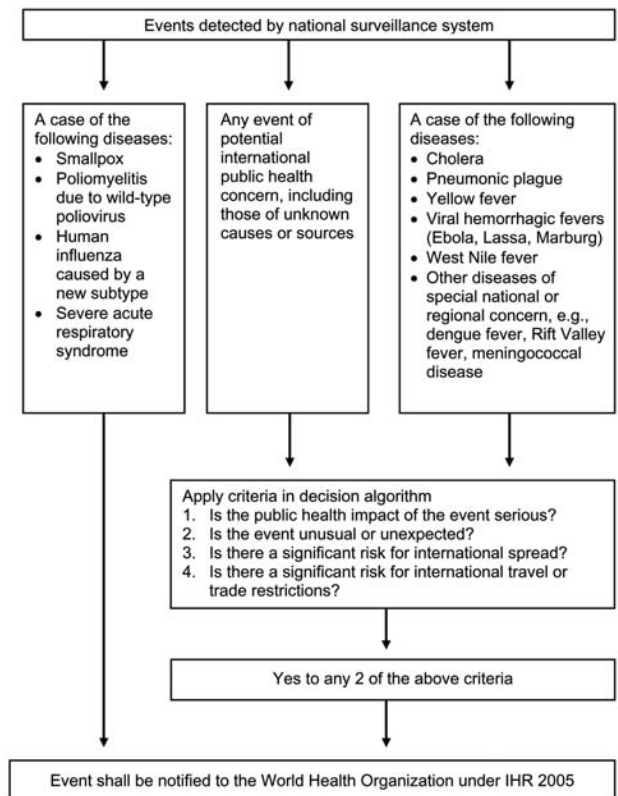 Events detected by national surveillance system
A case of the
following diseases:
• Smallpox
• Poliomyelitis
due to wild-type
poliovirus
• Human
influenza
caused by a
new subtype
• Severe acute
respiratory
syndrome
Any event of
potential
international
public health
concern, including
those of unknown
causes or sources
A case of the following
diseases:
• Cholera
• Pneumonic plague
• Yellow fever
• Viral hemorrhagic fevers
(Ebola, Lassa, Marburg)
• West Nile fever
• Other diseases of
special national or
regional concern, e.g.,
dengue fever, Rift Valley
fever, meningococcal
disease
Apply criteria in decision algorithm
1. Is the public health impact of the event serious?
2. Is the event unusual or unexpected?
3. Is there a significant risk for international spread?
4. Is there a significant risk for international travel or
trade restrictions?
Yes to any 2 of the above criteria
Event shall be notified to the World Health Organization under IHR 2005